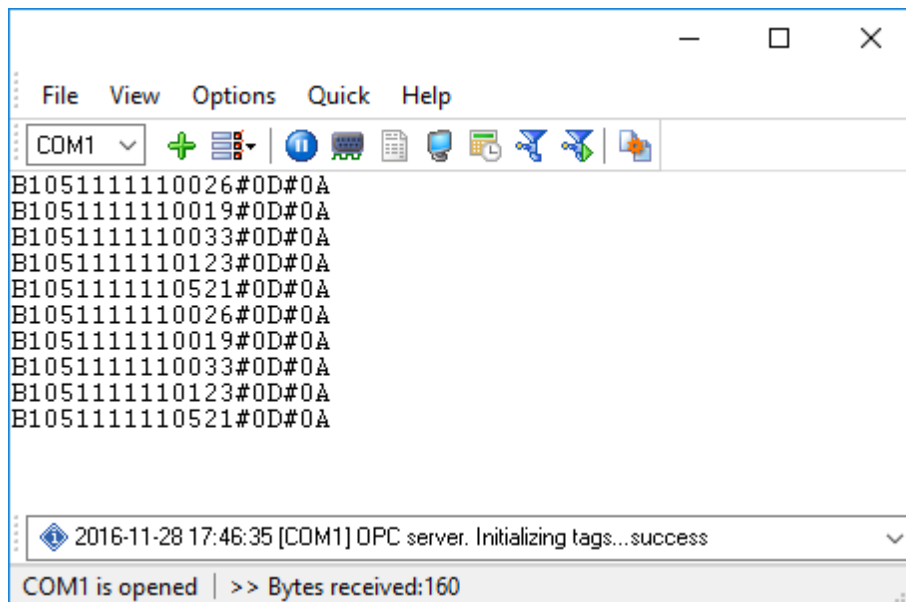 File View Options Quick Help
COM1
B1051111110026#0D#0A
B1051111110019#0D#0A
B1051111110033#0D#0A
B1051111110123#0D#0A
B1051111110521#0D#0A
B1051111110026#0D#0A
B1051111110019#0D#0A
B1051111110033#0D#0A
B1051111110123#0D#0A
B1051111110521#0D#0A
2016-11-28 17:46:35 [COM1] OPC server. Initializing tags...success
COM1 is opened | >> Bytes received:160